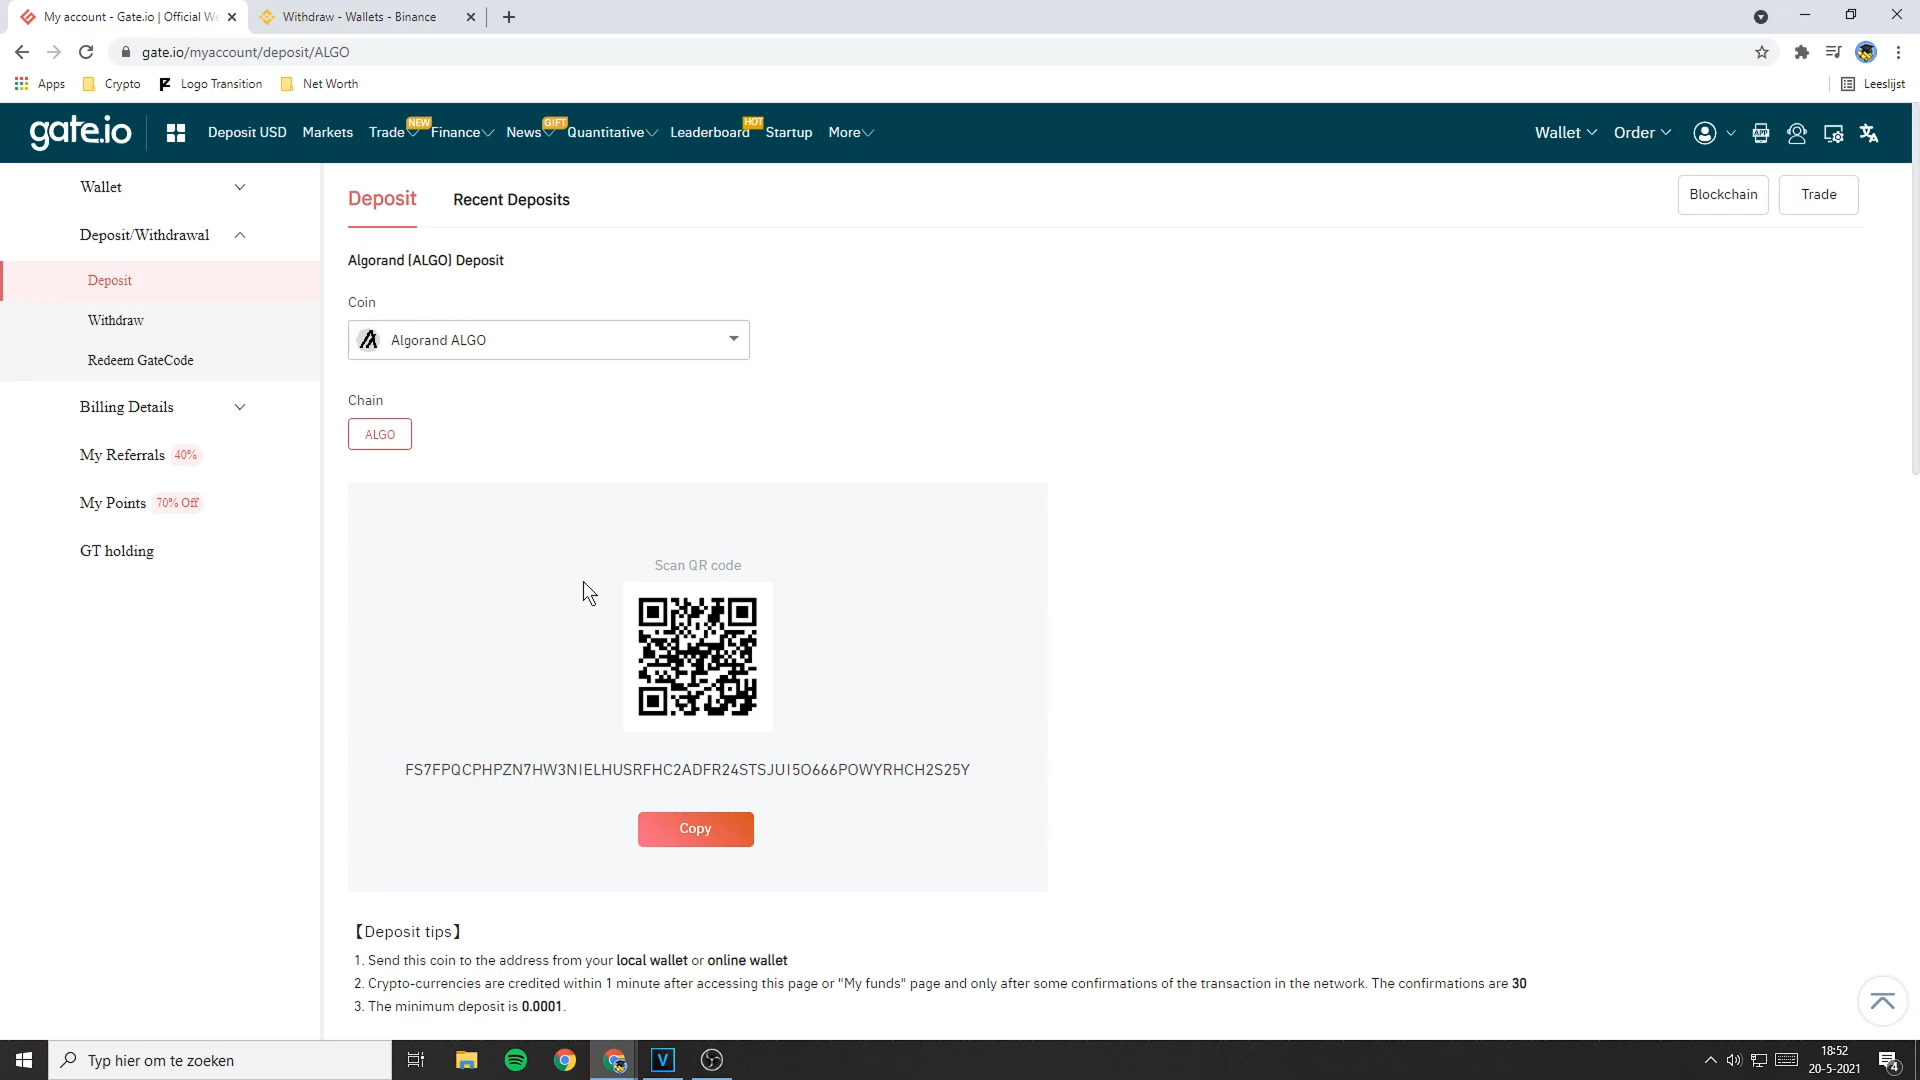 My account - Gate.io | Official We
Withdraw - Wallets - Binance
gate.io/myaccount/deposit/ALGO
Apps
Crypto
Logo Transition
Net Worth
Leeslijst
gate.io
Deposit USD
Markets
Trade
NEW
Finance
News
GIFT
Quantitative
Leaderboard
HOT
Startup
More
Wallet
Order
Wallet
Deposit/Withdrawal
Deposit
Withdraw
Redeem GateCode
Billing Details
My Referrals 40%
My Points 70% Off
GT holding
Deposit
Recent Deposits
Blockchain
Trade
Algorand (ALGO) Deposit
Coin
Algorand ALGO
Chain
ALGO
Scan QR code
FS7FPQCPHPZN7HW3NIELHUSRFHC2ADFR24STSJUI5O666POWYRHCH2S25Y
Copy
【Deposit tips】
1. Send this coin to the address from your local wallet or online wallet
2. Crypto-currencies are credited within 1 minute after accessing this page or "My funds" page and only after some confirmations of the transaction in the network. The confirmations are 30
3. The minimum deposit is 0.0001.
Typ hier om te zoeken
18:52
20-5-2021
4